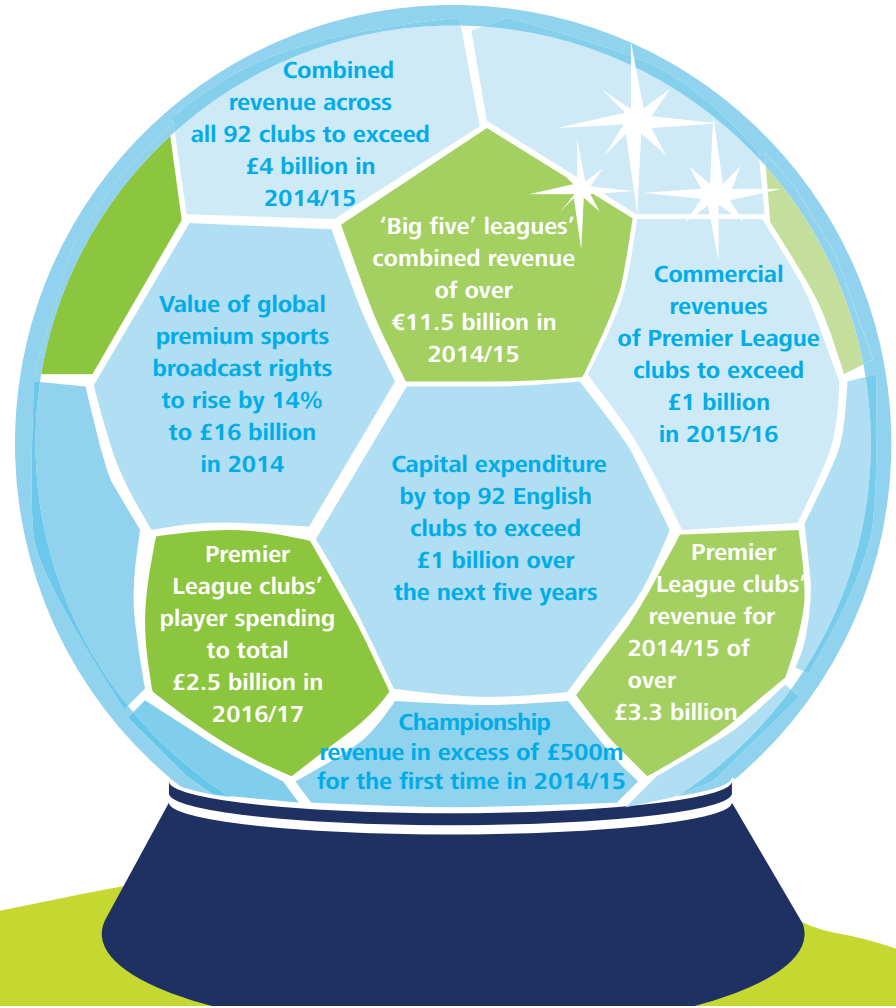 Combined
revenue across
all 92 clubs to exceed
£4 billion in
2014/15
‘Big five’ leagues’
combined revenue
of over
€11.5 billion in
2014/15
Value of global
premium sports
broadcast rights
to rise by 14%
to £16 billion
in 2014
Commercial
revenues
of Premier League
clubs to exceed
£1 billion
in 2015/16
Capital expenditure
by top 92 English
clubs to exceed
£1 billion over
the next five years
Premier
League clubs’
player spending
to total
£2.5 billion in
2016/17
Premier
League clubs’
revenue for
2014/15 of
over
£3.3 billion
Championship
revenue in excess of £500m
for the first time in 2014/15